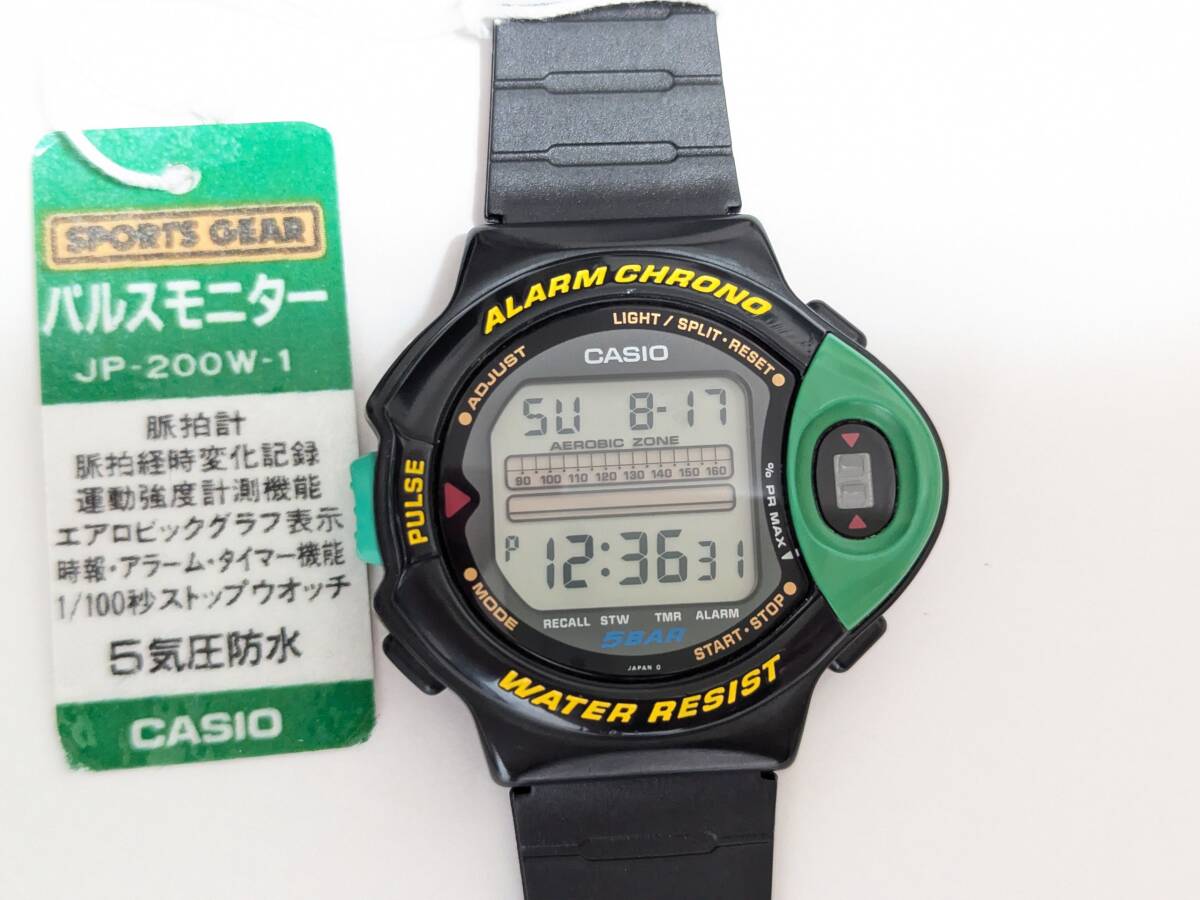 SPORTS GEAR
パルスモニター
JP-200W-1
脈拍計
脈拍経時変化記録
運動強度計測機能
エアロビックグラフ表示
時報・アラーム・タイマー機能
1/100秒ストップウオッチ
5気圧防水
CASIO
ALARM CHRONO
LIGHT / SPLIT・RESET
ADJUST
CASIO
SU 8-17
AEROBIC ZONE
90 100 110 120 130 140 150 160
PULSE
% PR MAX
P 12:36 31
MODE
RECALL STW TMR ALARM
5BAR
START・STOP
JAPAN 0
WATER RESIST